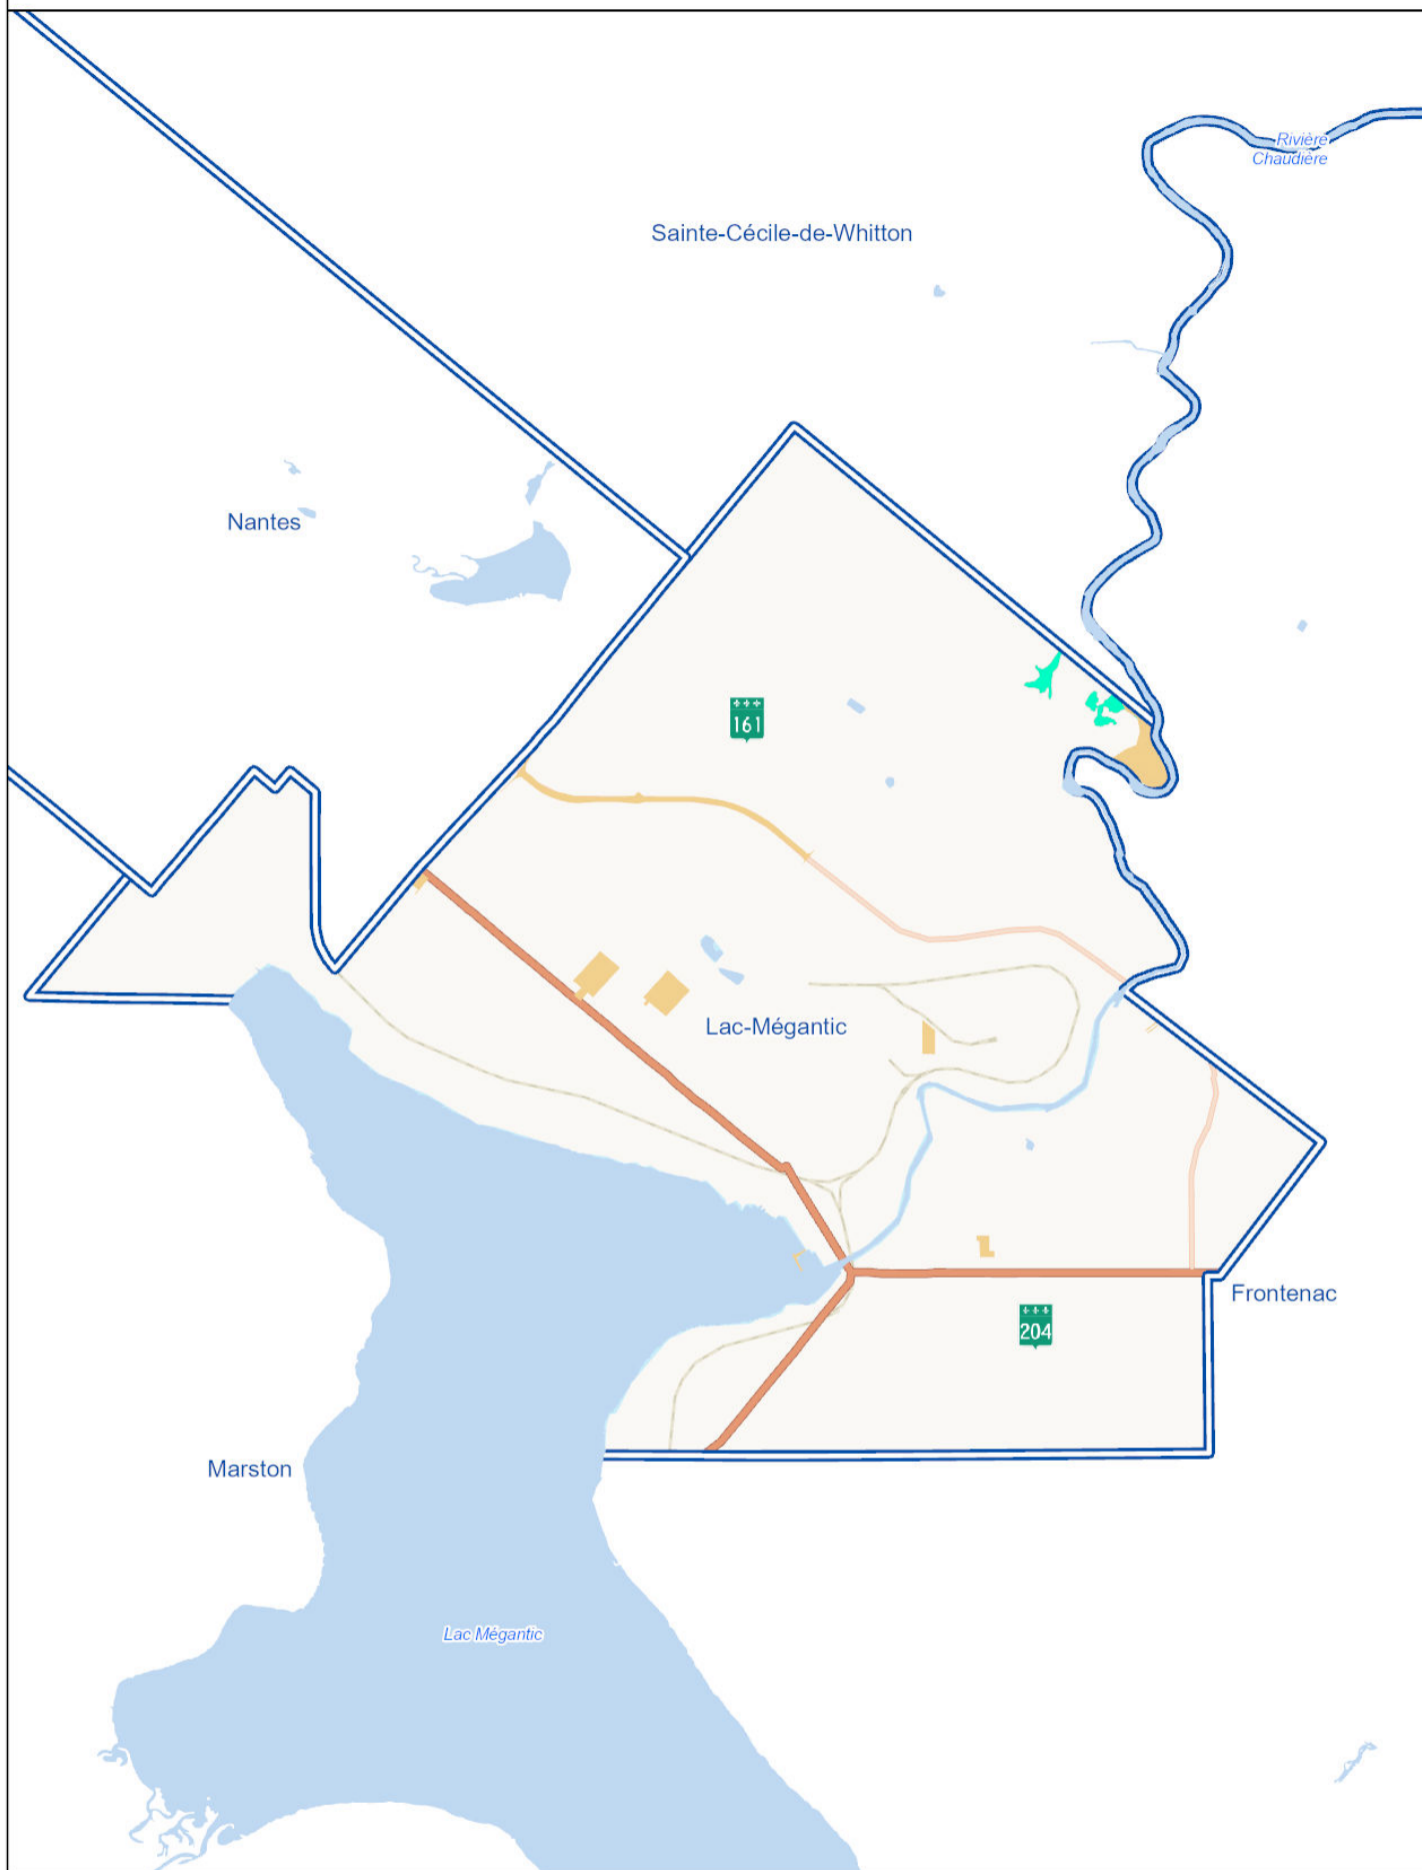 Rivière
Chaudière
Sainte-Cécile-de-Whitton
Nantes
161
Lac-Mégantic
Frontenac
204
Marston
Lac Mégantic